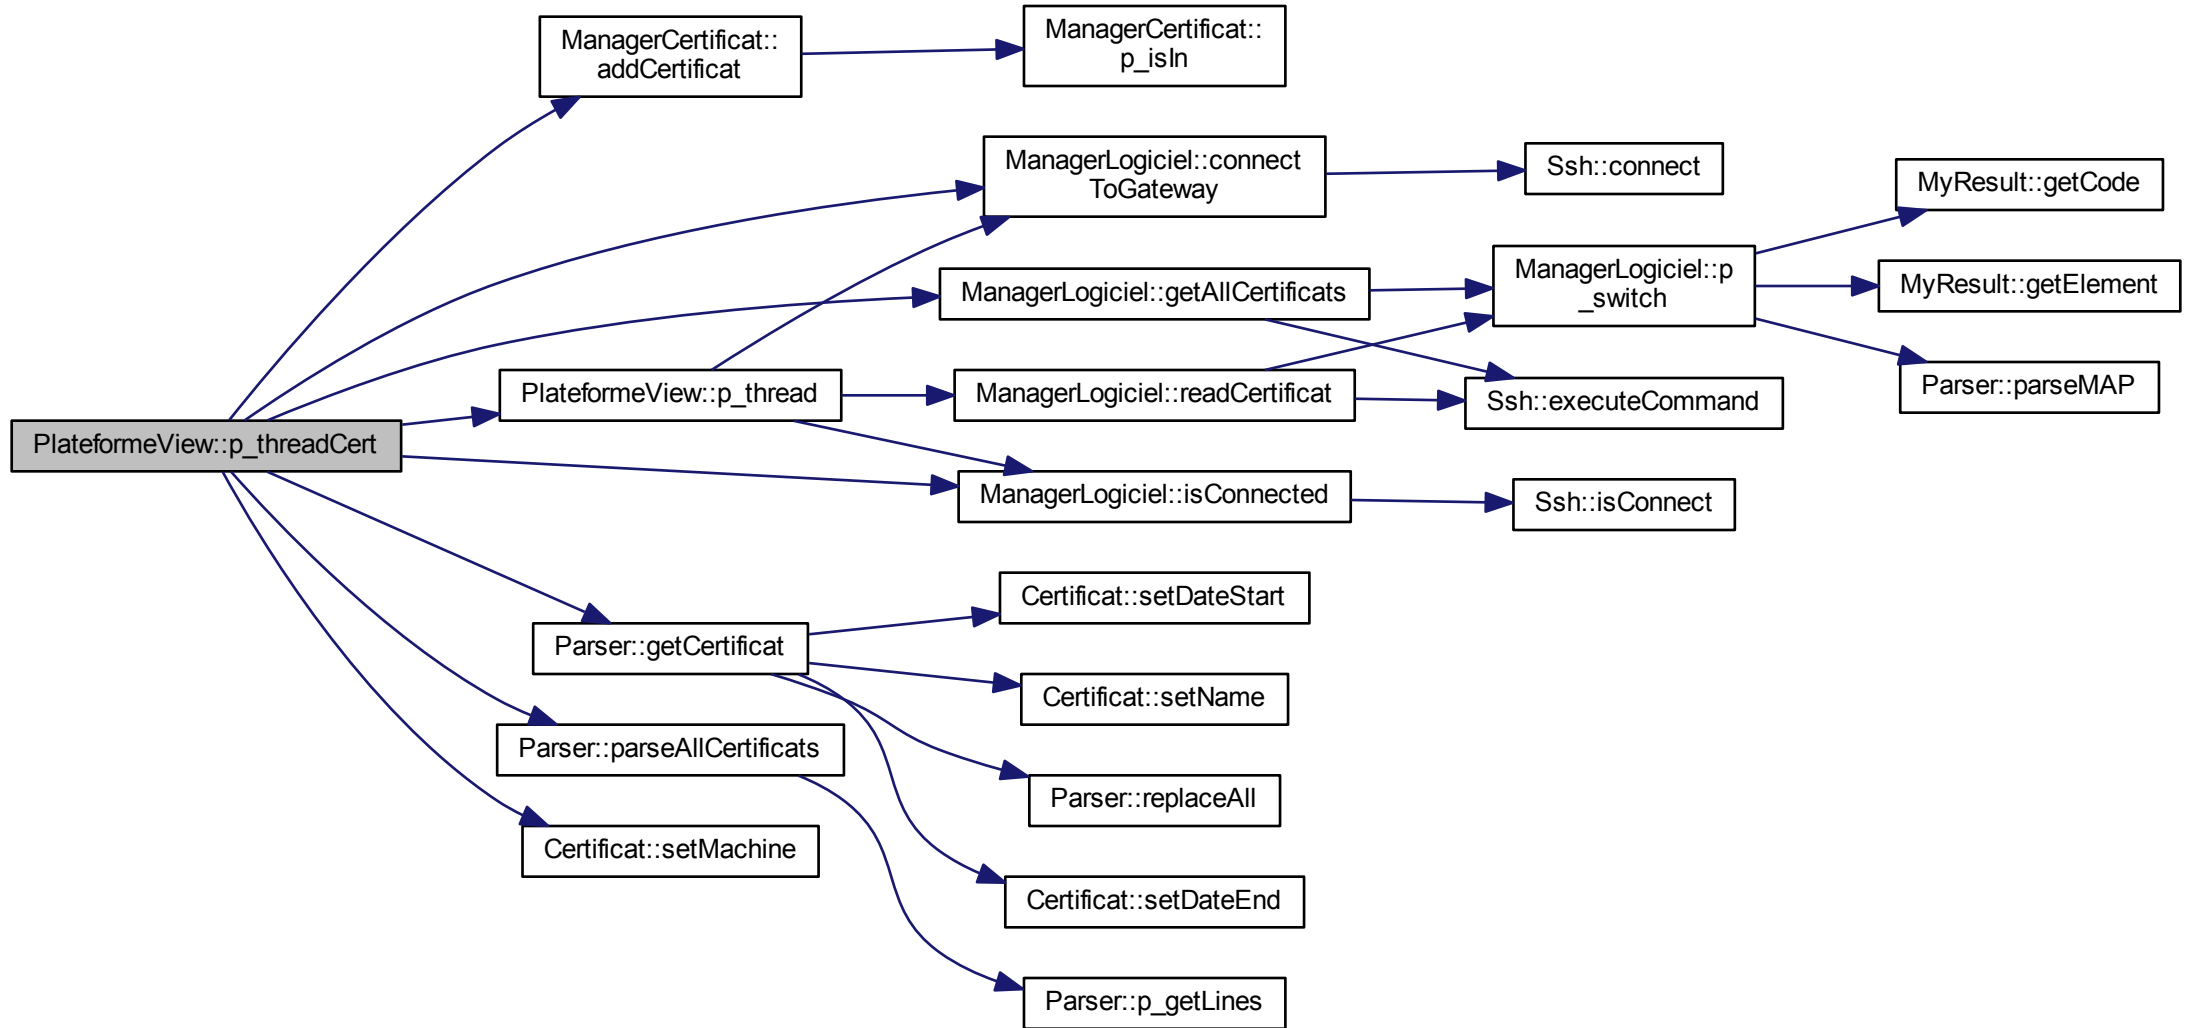 ManagerCertificat::
addCertificat
ManagerCertificat::
p_isIn
ManagerLogiciel::connect
ToGateway
Ssh::connect
MyResult::getCode
ManagerLogiciel::getAllCertificats
ManagerLogiciel::p
_switch
MyResult::getElement
PlateformeView::p_thread
ManagerLogiciel::readCertificat
Ssh::executeCommand
Parser::parseMAP
PlateformeView::p_threadCert
ManagerLogiciel::isConnected
Ssh::isConnect
Parser::getCertificat
Certificat::setDateStart
Certificat::setName
Parser::parseAllCertificats
Parser::replaceAll
Certificat::setMachine
Certificat::setDateEnd
Parser::p_getLines